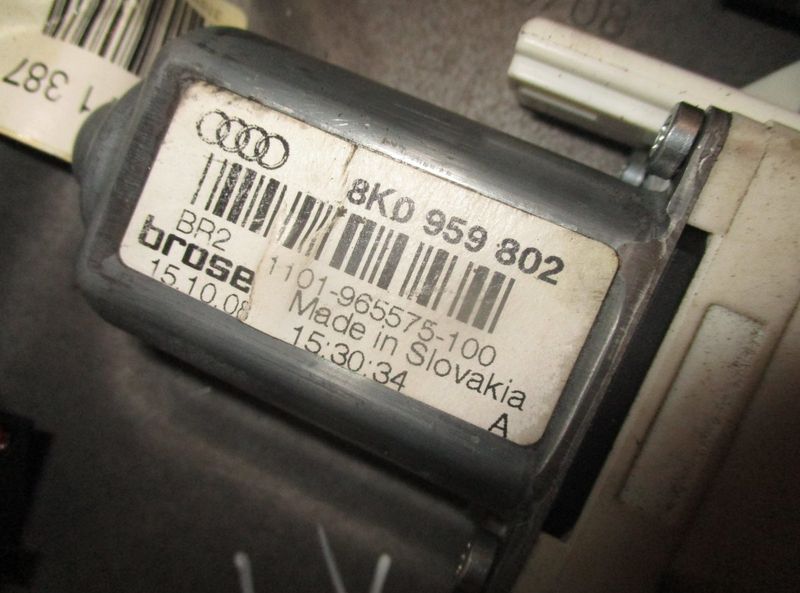 1 387
208
8K0 959 802
BR2
brose
1101-965575-100
15.10.08
Made in Slovakia
15:30:34
A